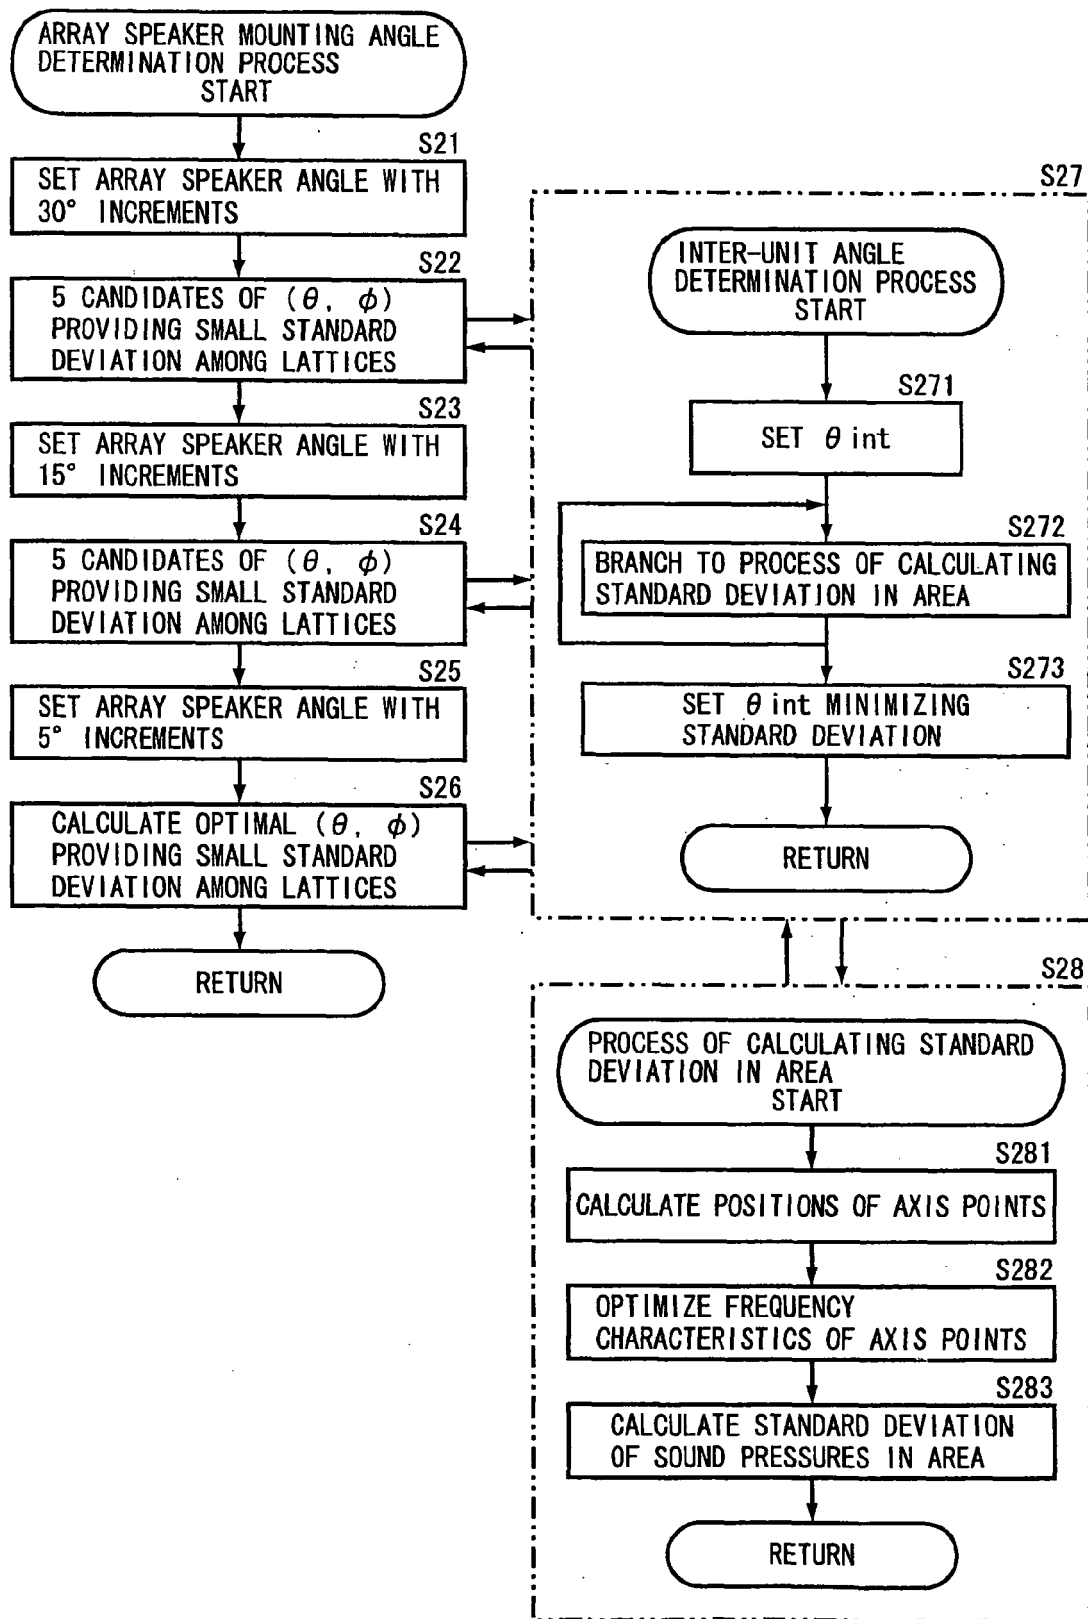 ARRAY SPEAKER MOUNTING ANGLE
DETERMINATION PROCESS
START
S21
SET ARRAY SPEAKER ANGLE WITH
30° INCREMENTS
S22
5 CANDIDATES OF (θ, φ)
PROVIDING SMALL STANDARD
DEVIATION AMONG LATTICES
S23
SET ARRAY SPEAKER ANGLE WITH
15° INCREMENTS
S24
5 CANDIDATES OF (θ, φ)
PROVIDING SMALL STANDARD
DEVIATION AMONG LATTICES
S25
SET ARRAY SPEAKER ANGLE WITH
5° INCREMENTS
S26
CALCULATE OPTIMAL (θ, φ)
PROVIDING SMALL STANDARD
DEVIATION AMONG LATTICES
RETURN
S27
INTER-UNIT ANGLE
DETERMINATION PROCESS
START
S271
SET θ int
S272
BRANCH TO PROCESS OF CALCULATING
STANDARD DEVIATION IN AREA
S273
SET θ int MINIMIZING
STANDARD DEVIATION
RETURN
S28
PROCESS OF CALCULATING STANDARD
DEVIATION IN AREA
START
S281
CALCULATE POSITIONS OF AXIS POINTS
S282
OPTIMIZE FREQUENCY
CHARACTERISTICS OF AXIS POINTS
S283
CALCULATE STANDARD DEVIATION
OF SOUND PRESSURES IN AREA
RETURN